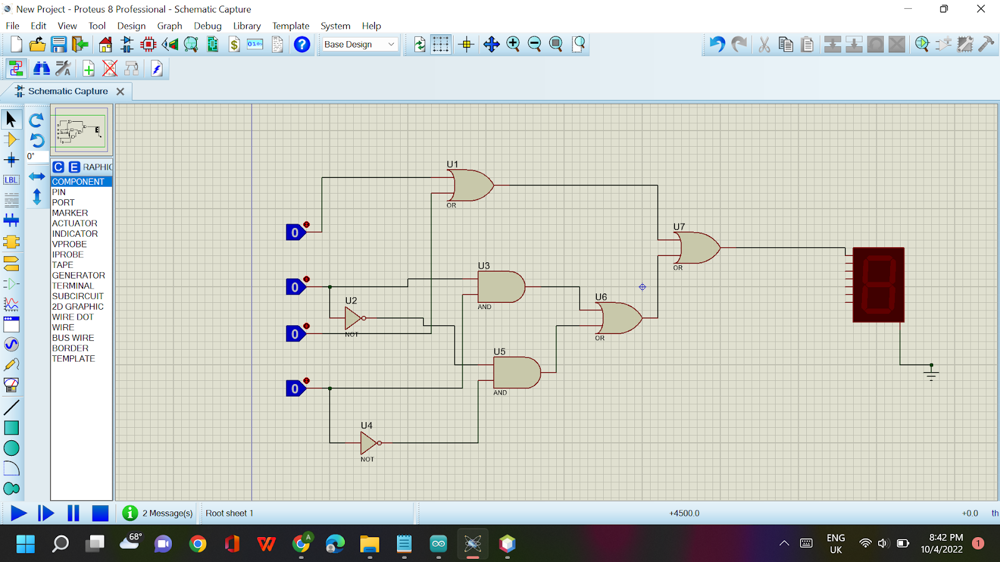 New Project - Proteus 8 Professional - Schematic Capture
File Edit View Tool Design Graph Debug Library Template System Help
Base Design
Schematic Capture
0°
LBL
C E RAPHIC
COMPONENT
PIN
PORT
MARKER
ACTUATOR
INDICATOR
VPROBE
IPROBE
TAPE
GENERATOR
TERMINAL
SUBCIRCUIT
2D GRAPHIC
WIRE DOT
WIRE
BUS WIRE
BORDER
TEMPLATE
U1
OR
0
U7
OR
U3
AND
0
U2
NOT
U6
OR
0
U5
AND
0
U4
NOT
2 Message(s) Root sheet 1 +4500.0 +0.0 th
68°
A
ENG
UK
8:42 PM
10/4/2022
1